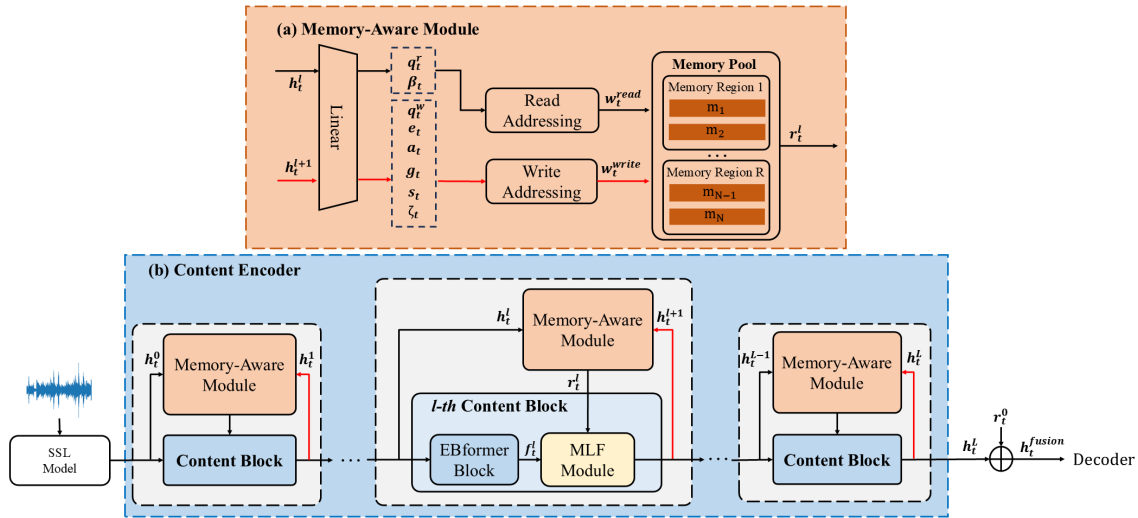 (a) Memory-Aware Module
h_t^l
h_t^{l+1}
Linear
q_t^r
β_t
q_t^w
e_t
a_t
g_t
s_t
ζ_t
Read
Addressing
Write
Addressing
w_t^{read}
w_t^{write}
Memory Pool
Memory Region 1
m_1
m_2
...
Memory Region R
m_{N-1}
m_N
r_t^l
(b) Content Encoder
SSL
Model
h_t^0
Memory-Aware
Module
h_t^1
Content Block
...
h_t^l
Memory-Aware
Module
h_t^{l+1}
r_t^l
l-th Content Block
EBformer
Block
f_t^l
MLF
Module
...
h_t^{L-1}
Memory-Aware
Module
h_t^L
Content Block
h_t^L
r_t^0
h_t^{fusion}
Decoder